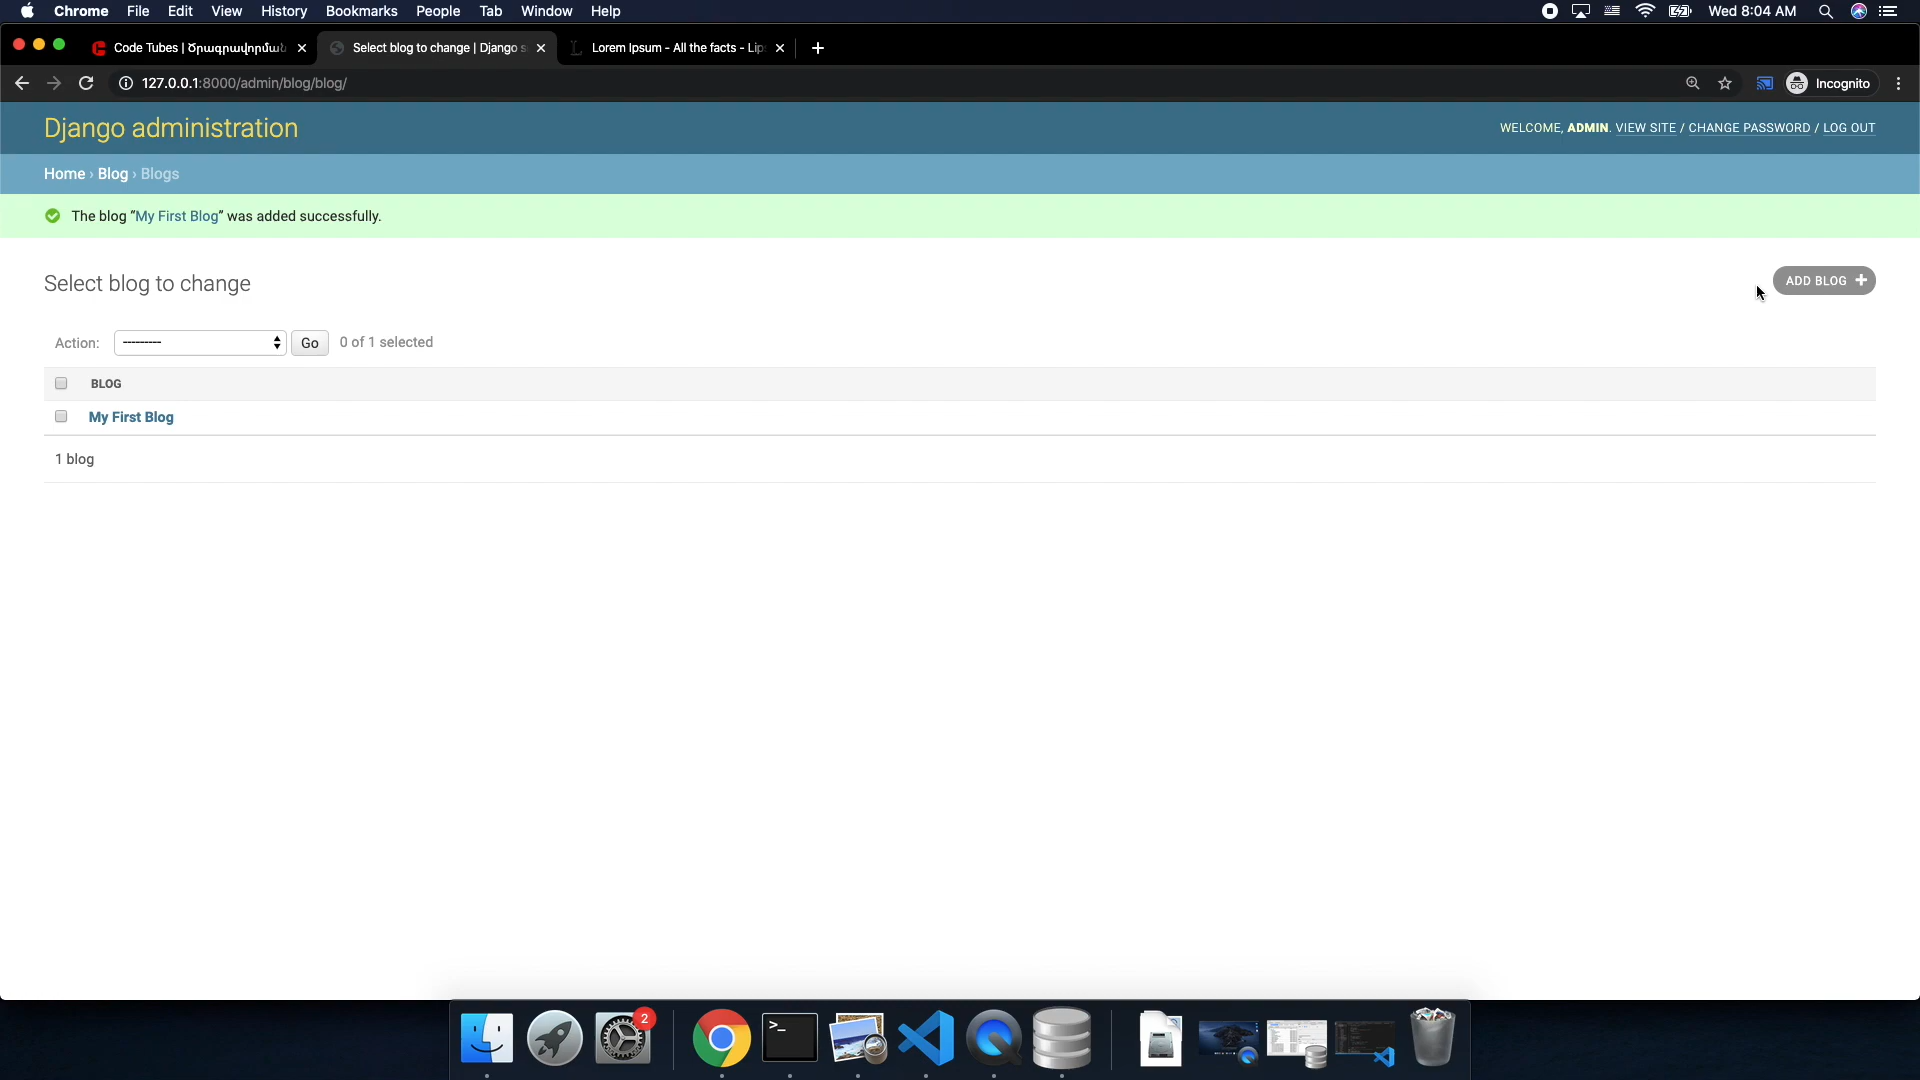 Chrome File Edit View History Bookmarks People Tab Window Help Wed 8:04 AM
Code Tubes | Ծրագրավորման Select blog to change | Django s Lorem Ipsum - All the facts - Lip
127.0.0.1:8000/admin/blog/blog/ Incognito
Django administration WELCOME, ADMIN. VIEW SITE / CHANGE PASSWORD / LOG OUT
Home › Blog › Blogs
The blog “My First Blog” was added successfully.
Select blog to change ADD BLOG +
Action: --------- Go 0 of 1 selected
BLOG
My First Blog
1 blog
2